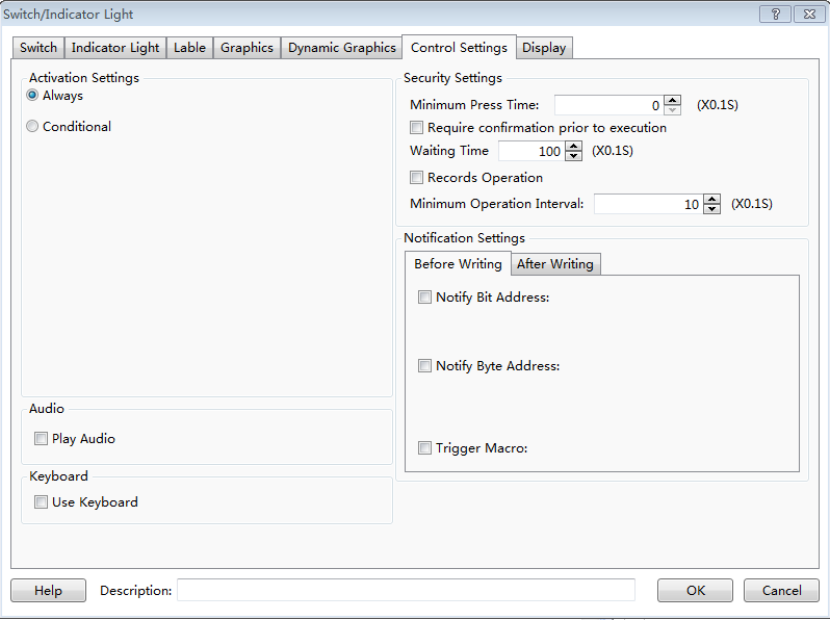 Switch/Indicator Light
Switch Indicator Light Lable Graphics Dynamic Graphics Control Settings Display
Activation Settings
Always
Conditional
Audio
Play Audio
Keyboard
Use Keyboard
Security Settings
Minimum Press Time: 0 (X0.1S)
Require confirmation prior to execution
Waiting Time 100 (X0.1S)
Records Operation
Minimum Operation Interval: 10 (X0.1S)
Notification Settings
Before Writing After Writing
Notify Bit Address:
Notify Byte Address:
Trigger Macro:
Help Description: OK Cancel